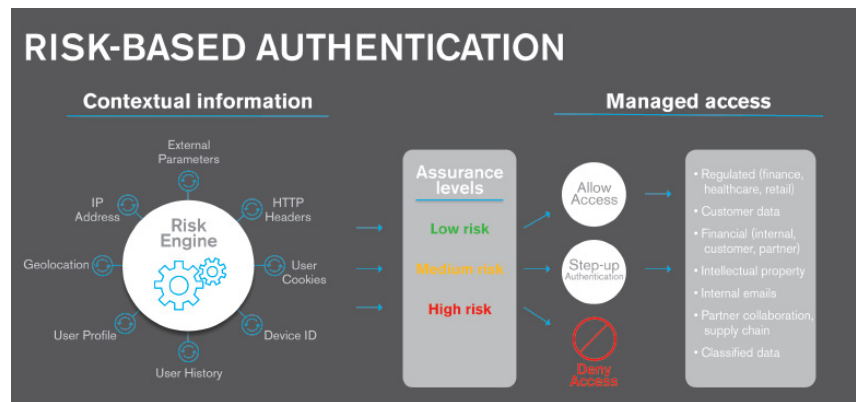 RISK-BASED AUTHENTICATION
Contextual information
Managed access
External
Parameters
IP
Address
HTTP
Headers
Risk
Engine
Geolocation
User
Cookies
User Profile
Device ID
User History
Assurance
levels
Low risk
Medium risk
High risk
Allow
Access
Step-up
Authentication
Deny
Access
• Regulated (finance,
healthcare, retail)
• Customer data
• Financial (internal,
customer, partner)
• Intellectual property
• Internal emails
• Partner collaboration,
supply chain
• Classified data